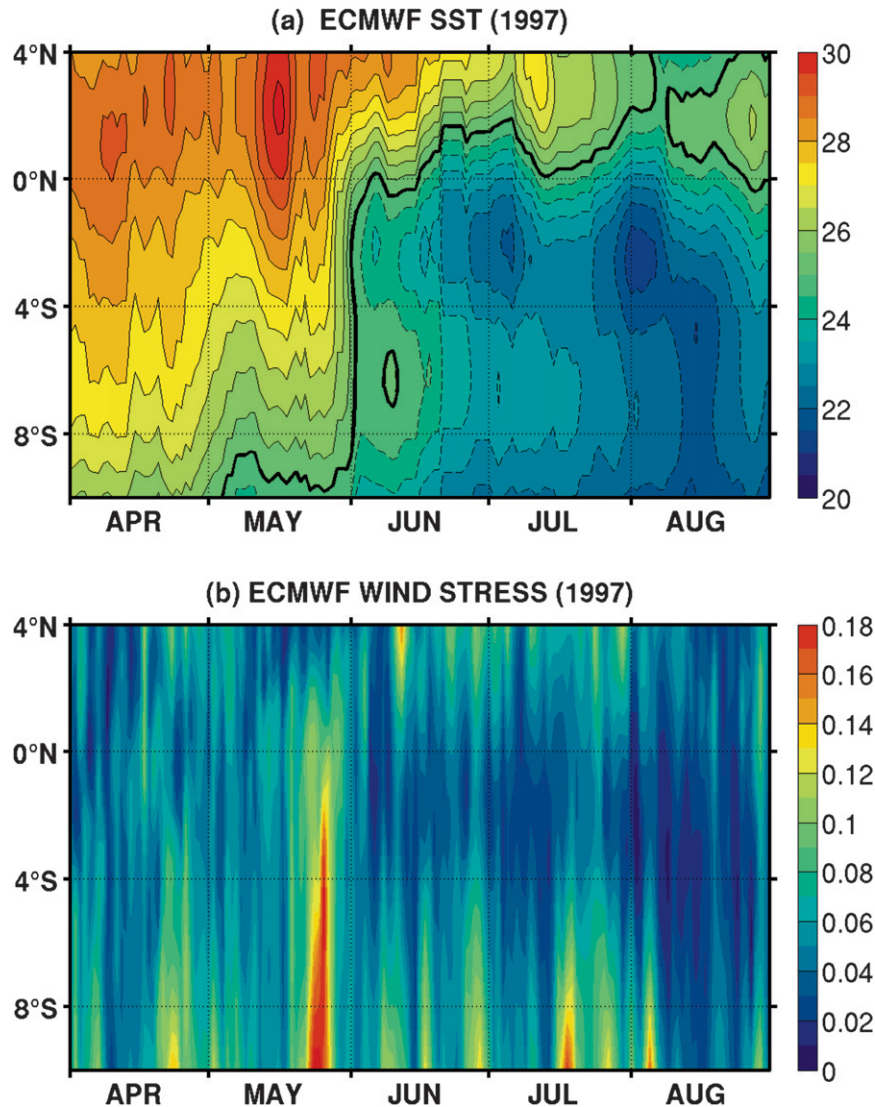 (a) ECMWF SST (1997)
4°N
0°N
4°S
8°S
APR MAY JUN JUL AUG
30
28
26
24
22
20
(b) ECMWF WIND STRESS (1997)
4°N
0°N
4°S
8°S
APR MAY JUN JUL AUG
0.18
0.16
0.14
0.12
0.1
0.08
0.06
0.04
0.02
0